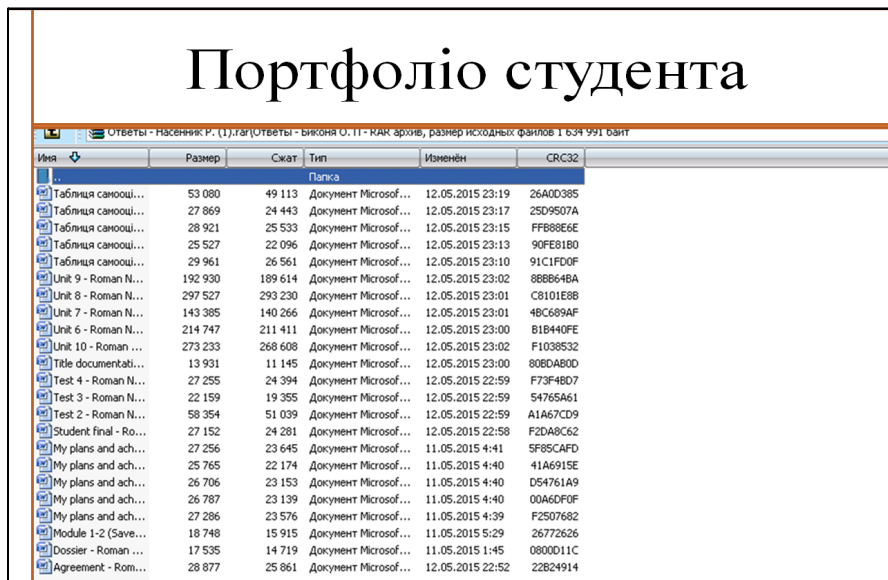 Портфоліо студента
Ответы - Насенник Р. (1).rar\Ответы - Биконя О. П - RAR архив, размер исходных файлов 1 634 991 байт
Имя Размер Сжат Тип Изменён CRC32
.. Папка
Таблиця самооці... 53 080 49 113 Документ Microsof... 12.05.2015 23:19 26A0D385
Таблиця самооці... 27 869 24 443 Документ Microsof... 12.05.2015 23:17 25D9507A
Таблиця самооці... 28 921 25 533 Документ Microsof... 12.05.2015 23:15 FFB88E6E
Таблиця самооці... 25 527 22 096 Документ Microsof... 12.05.2015 23:13 90FE81B0
Таблиця самооці... 29 961 26 561 Документ Microsof... 12.05.2015 23:10 91C1FD0F
Unit 9 - Roman N... 192 930 189 614 Документ Microsof... 12.05.2015 23:02 8BBB64BA
Unit 8 - Roman N... 297 527 293 230 Документ Microsof... 12.05.2015 23:01 C8101E8B
Unit 7 - Roman N... 143 385 140 266 Документ Microsof... 12.05.2015 23:01 4BC689AF
Unit 6 - Roman N... 214 747 211 411 Документ Microsof... 12.05.2015 23:00 B1B440FE
Unit 10 - Roman ... 273 233 268 608 Документ Microsof... 12.05.2015 23:02 F1038532
Title documentati... 13 931 11 145 Документ Microsof... 12.05.2015 23:00 80BDAB0D
Test 4 - Roman N... 27 255 24 394 Документ Microsof... 12.05.2015 22:59 F73F4BD7
Test 3 - Roman N... 22 159 19 355 Документ Microsof... 12.05.2015 22:59 54765A61
Test 2 - Roman N... 58 354 51 039 Документ Microsof... 12.05.2015 22:59 A1A67CD9
Student final - Ro... 27 152 24 281 Документ Microsof... 12.05.2015 22:58 F2DA8C62
My plans and ach... 27 256 23 645 Документ Microsof... 11.05.2015 4:41 5F85CAFD
My plans and ach... 25 765 22 174 Документ Microsof... 11.05.2015 4:40 41A6915E
My plans and ach... 26 706 23 153 Документ Microsof... 11.05.2015 4:40 D54761A9
My plans and ach... 26 787 23 139 Документ Microsof... 11.05.2015 4:40 00A6DF0F
My plans and ach... 27 286 23 576 Документ Microsof... 11.05.2015 4:39 F2507682
Module 1-2 (Save... 18 748 15 915 Документ Microsof... 11.05.2015 5:29 26772626
Dossier - Roman ... 17 535 14 719 Документ Microsof... 11.05.2015 1:45 0800D11C
Agreement - Rom... 28 877 25 861 Документ Microsof... 12.05.2015 22:52 22B24914